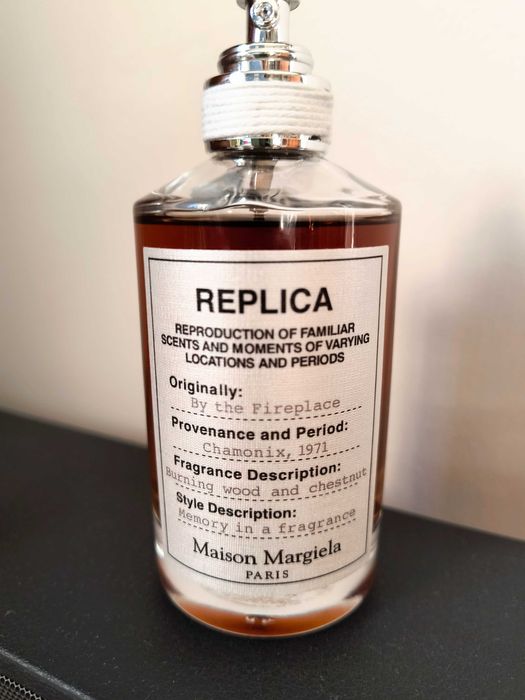 REPLICA
REPRODUCTION OF FAMILIAR
SCENTS AND MOMENTS OF VARYING
LOCATIONS AND PERIODS
Originally:
By the Fireplace
Provenance and Period:
Chamonix, 1971
Fragrance Description:
Burning wood and chestnut
Style Description:
Memory in a fragrance
Maison Margiela
PARIS